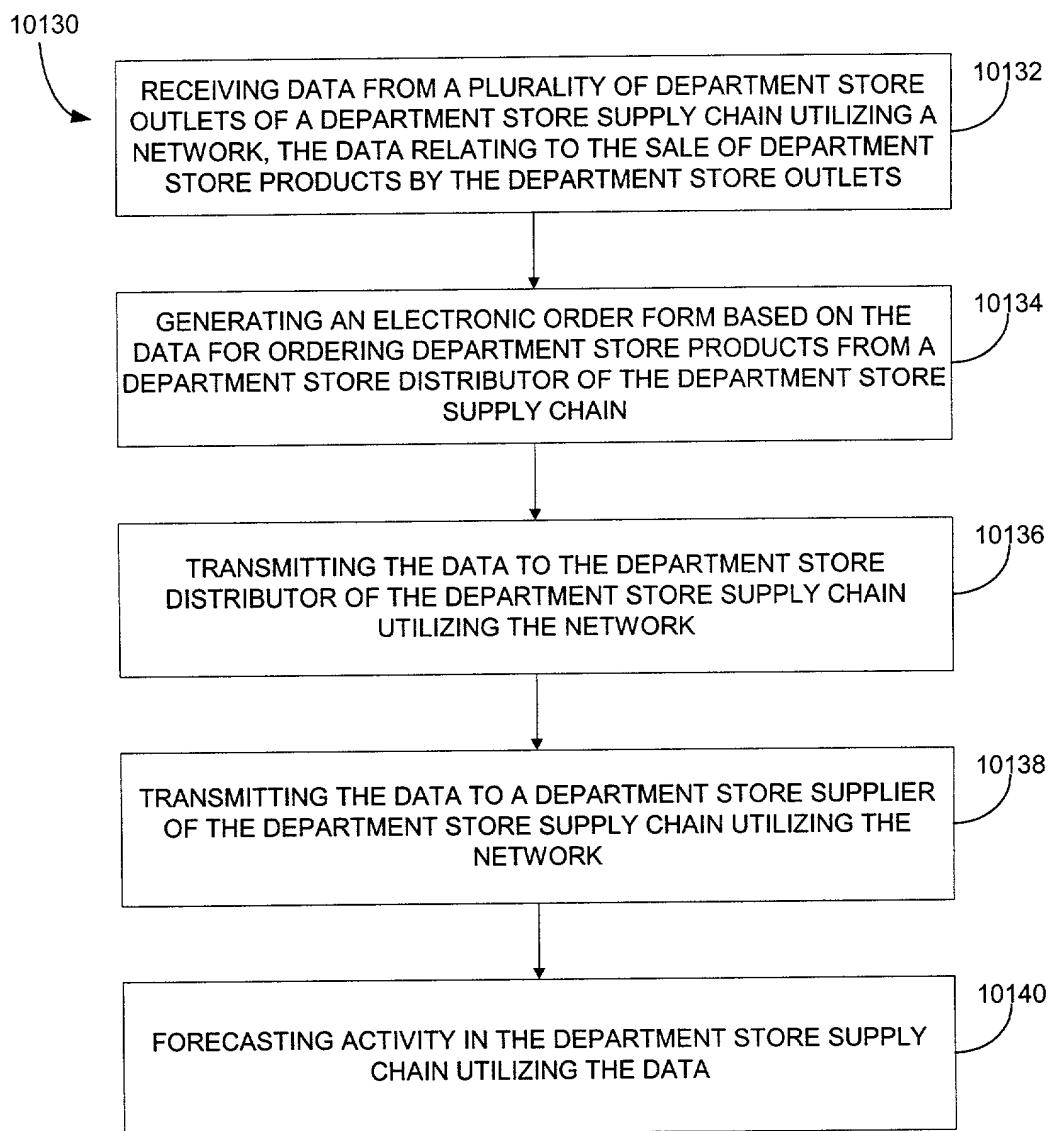 10130
10132
RECEIVING DATA FROM A PLURALITY OF DEPARTMENT STORE
OUTLETS OF A DEPARTMENT STORE SUPPLY CHAIN UTILIZING A
NETWORK, THE DATA RELATING TO THE SALE OF DEPARTMENT
STORE PRODUCTS BY THE DEPARTMENT STORE OUTLETS
10134
GENERATING AN ELECTRONIC ORDER FORM BASED ON THE
DATA FOR ORDERING DEPARTMENT STORE PRODUCTS FROM A
DEPARTMENT STORE DISTRIBUTOR OF THE DEPARTMENT STORE
SUPPLY CHAIN
10136
TRANSMITTING THE DATA TO THE DEPARTMENT STORE
DISTRIBUTOR OF THE DEPARTMENT STORE SUPPLY CHAIN
UTILIZING THE NETWORK
10138
TRANSMITTING THE DATA TO A DEPARTMENT STORE SUPPLIER
OF THE DEPARTMENT STORE SUPPLY CHAIN UTILIZING THE
NETWORK
10140
FORECASTING ACTIVITY IN THE DEPARTMENT STORE SUPPLY
CHAIN UTILIZING THE DATA